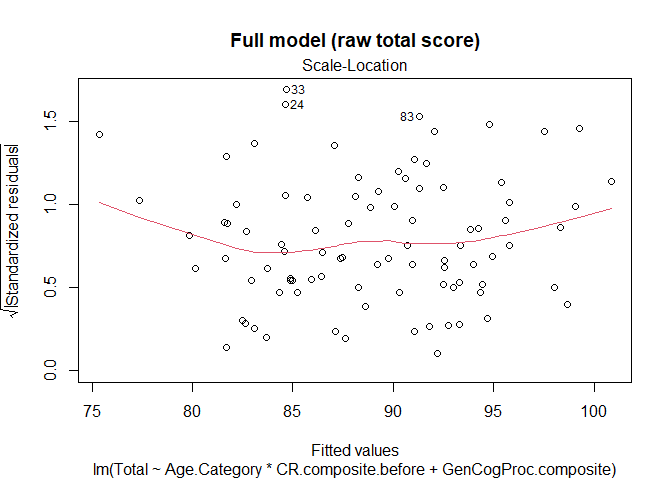 Full model (raw total score)
Scale-Location
√|Standardized residuals|
1.5
1.0
0.5
0.0
33
24
83
75 80 85 90 95 100
Fitted values
lm(Total ~ Age.Category * CR.composite.before + GenCogProc.composite)